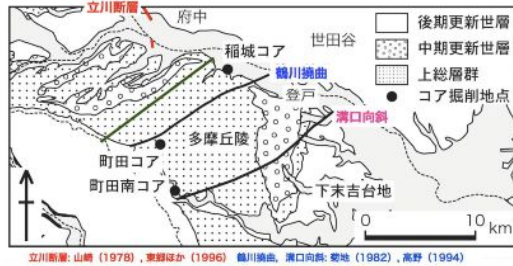 立川断層
府中
世田谷
稲城コア
鶴川撓曲
登戸
溝口向斜
多摩丘陵
町田コア
町田南コア
下末吉台地
後期更新世層
中期更新世層
上総層群
コア掘削地点
0 10 km
立川断層: 山崎 (1978) , 東郷ほか (1996) 鶴川撓曲, 溝口向斜: 菊地 (1982) , 高野 (1994)